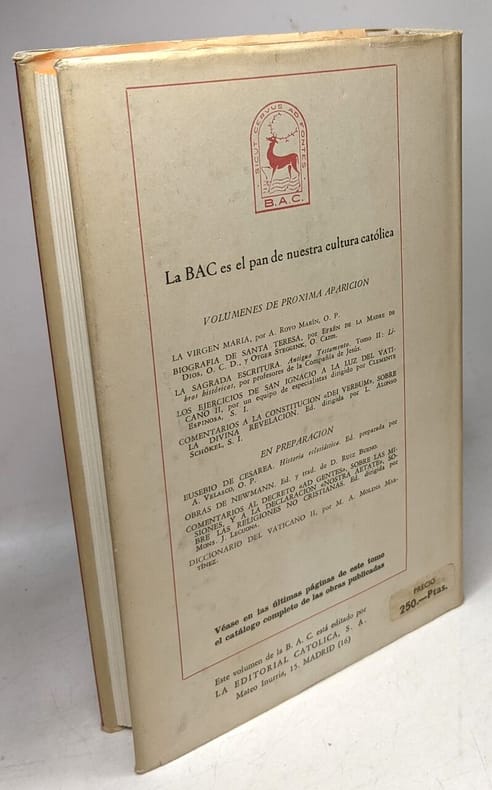 SICUT CERVUS AD FONTES
B.A.C.
La BAC es el pan de nuestra cultura católica
VOLUMENES DE PROXIMA APARICION
LA VIRGEN MARIA, por A. Royo Marín, O. P.
BIOGRAFIA DE SANTA TERESA, por Efrén de la Madre de
Dios, O. C. D., y Otger Steggink, O. Carm.
LA SAGRADA ESCRITURA. Antiguo Testamento. Tomo II: Li-
bros históricos, por profesores de la Compañía de Jesús.
LOS EJERCICIOS DE SAN IGNACIO A LA LUZ DEL VATI-
CANO II, por un equipo de especialistas dirigido por Clemente
Espinosa, S. I.
COMENTARIOS A LA CONSTITUCION «DEI VERBUM», SOBRE
LA DIVINA REVELACION. Ed. dirigida por L. Alonso
Schökel, S. I.
EN PREPARACION
EUSEBIO DE CESAREA. Historia eclesiástica. Ed. preparada por
A. Velasco, O. P.
OBRAS DE NEWMANN. Ed. y trad. de D. Ruiz Bueno.
COMENTARIOS AL DECRETO «AD GENTES», SOBRE LAS MI-
SIONES, Y A LA DECLARACION «NOSTRA AETATE», SO-
BRE LAS RELIGIONES NO CRISTIANAS. Ed. dirigida por
Mons. J. Lecuona.
DICCIONARIO DEL VATICANO II, por M. A. Molina Mar-
tínez.
Véase en las últimas páginas de este tomo
el catálogo completo de las obras publicadas
PRECIO
250.—Ptas.
Este volumen de la B. A. C. está editado por
LA EDITORIAL CATOLICA, S. A.
Mateo Inurria, 15. MADRID (16)